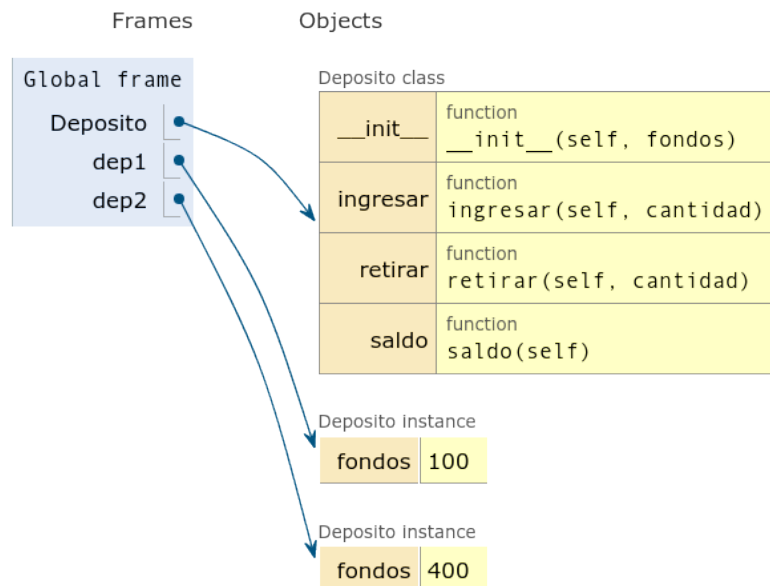 Frames Objects
Global frame
Deposito
dep1
dep2
Deposito class
__init__ function
__init__(self, fondos)
ingresar function
ingresar(self, cantidad)
retirar function
retirar(self, cantidad)
saldo function
saldo(self)
Deposito instance
fondos 100
Deposito instance
fondos 400